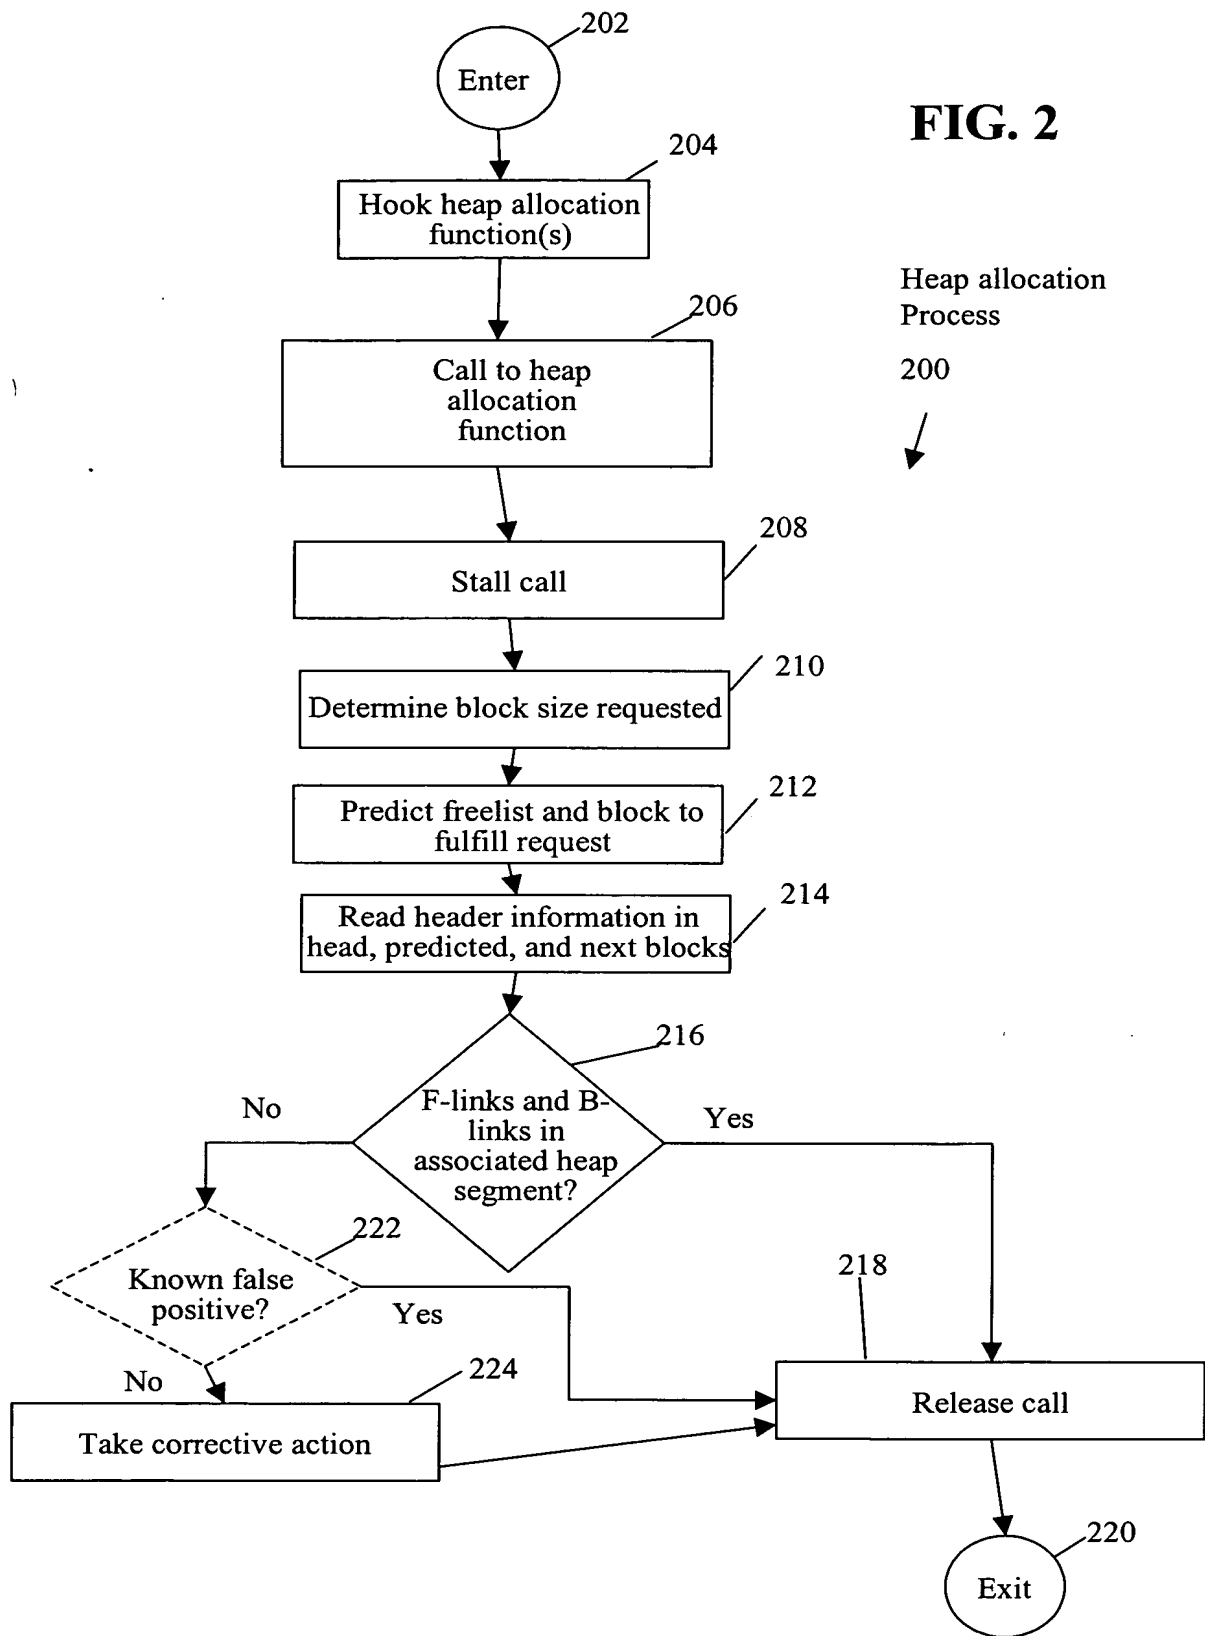 202
Enter
FIG. 2
204
Hook heap allocation
function(s)
Heap allocation
Process
200
206
Call to heap
allocation
function
208
Stall call
210
Determine block size requested
212
Predict freelist and block to
fulfill request
214
Read header information in
head, predicted, and next blocks
216
F-links and B-
links in
associated heap
segment?
No
Yes
222
Known false
positive?
Yes
No
218
Release call
224
Take corrective action
220
Exit